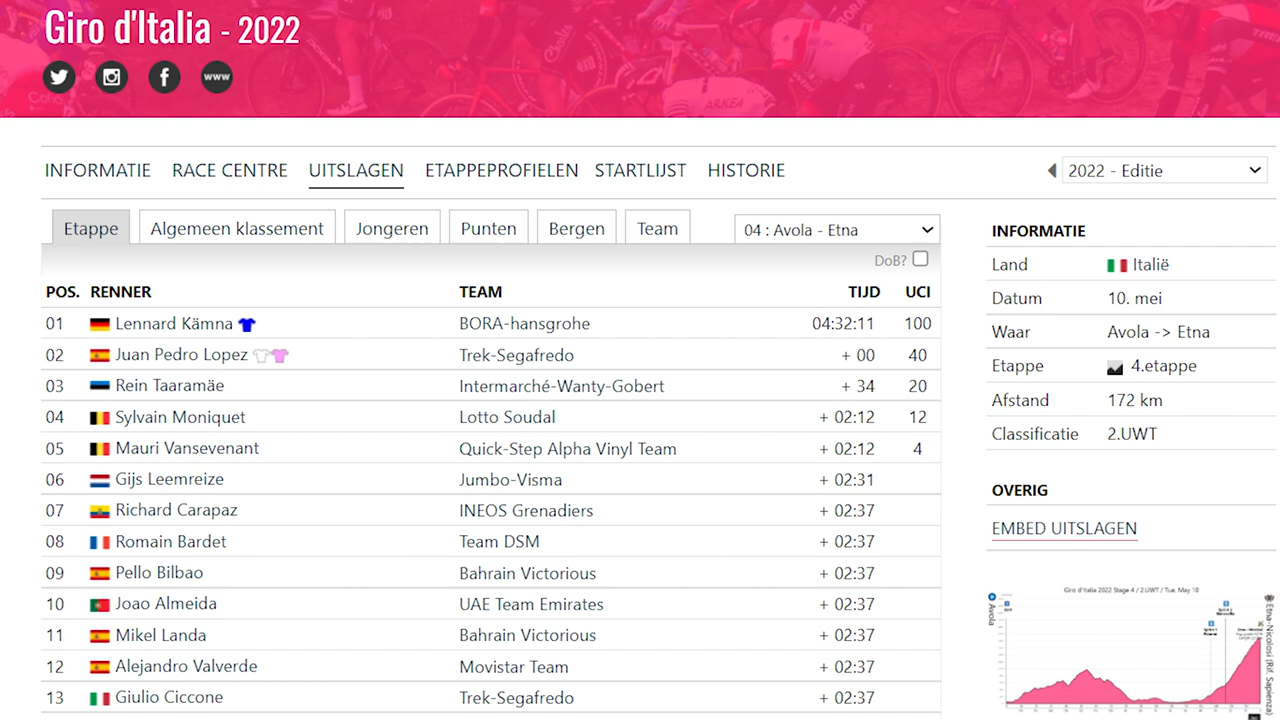 Giro d'Italia - 2022
www
ARKEA
INFORMATIE RACE CENTRE UITSLAGEN ETAPPEPROFIELEN STARTLIJST HISTORIE
2022 - Editie
Etappe Algemeen klassement Jongeren Punten Bergen Team
04 : Avola - Etna
DoB?
POS. RENNER TEAM TIJD UCI
01 Lennard Kämna BORA-hansgrohe 04:32:11 100
02 Juan Pedro Lopez Trek-Segafredo + 00 40
03 Rein Taaramäe Intermarché-Wanty-Gobert + 34 20
04 Sylvain Moniquet Lotto Soudal + 02:12 12
05 Mauri Vansevenant Quick-Step Alpha Vinyl Team + 02:12 4
06 Gijs Leemreize Jumbo-Visma + 02:31
07 Richard Carapaz INEOS Grenadiers + 02:37
08 Romain Bardet Team DSM + 02:37
09 Pello Bilbao Bahrain Victorious + 02:37
10 Joao Almeida UAE Team Emirates + 02:37
11 Mikel Landa Bahrain Victorious + 02:37
12 Alejandro Valverde Movistar Team + 02:37
13 Giulio Ciccone Trek-Segafredo + 02:37
INFORMATIE
Land Italië
Datum 10. mei
Waar Avola -> Etna
Etappe 4.etappe
Afstand 172 km
Classificatie 2.UWT
OVERIG
EMBED UITSLAGEN
Giro d'Italia 2022 Stage 4 / 2.UWT / Tue, May 10
Avola
Etna-Nicolosi (Rif. Sapienza)